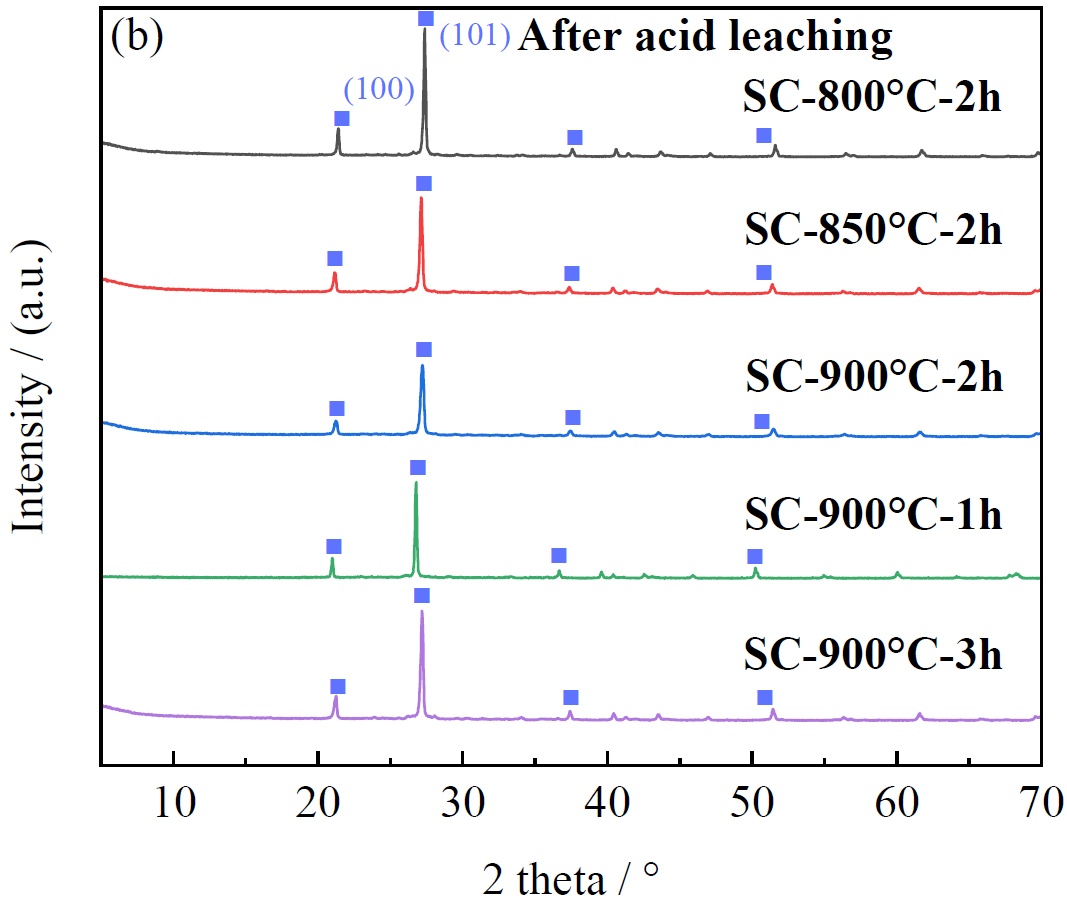 (b)
(101) After acid leaching
(100)
SC-800°C-2h
SC-850°C-2h
SC-900°C-2h
SC-900°C-1h
SC-900°C-3h
Intensity / (a.u.)
10 20 30 40 50 60 70
2 theta / °